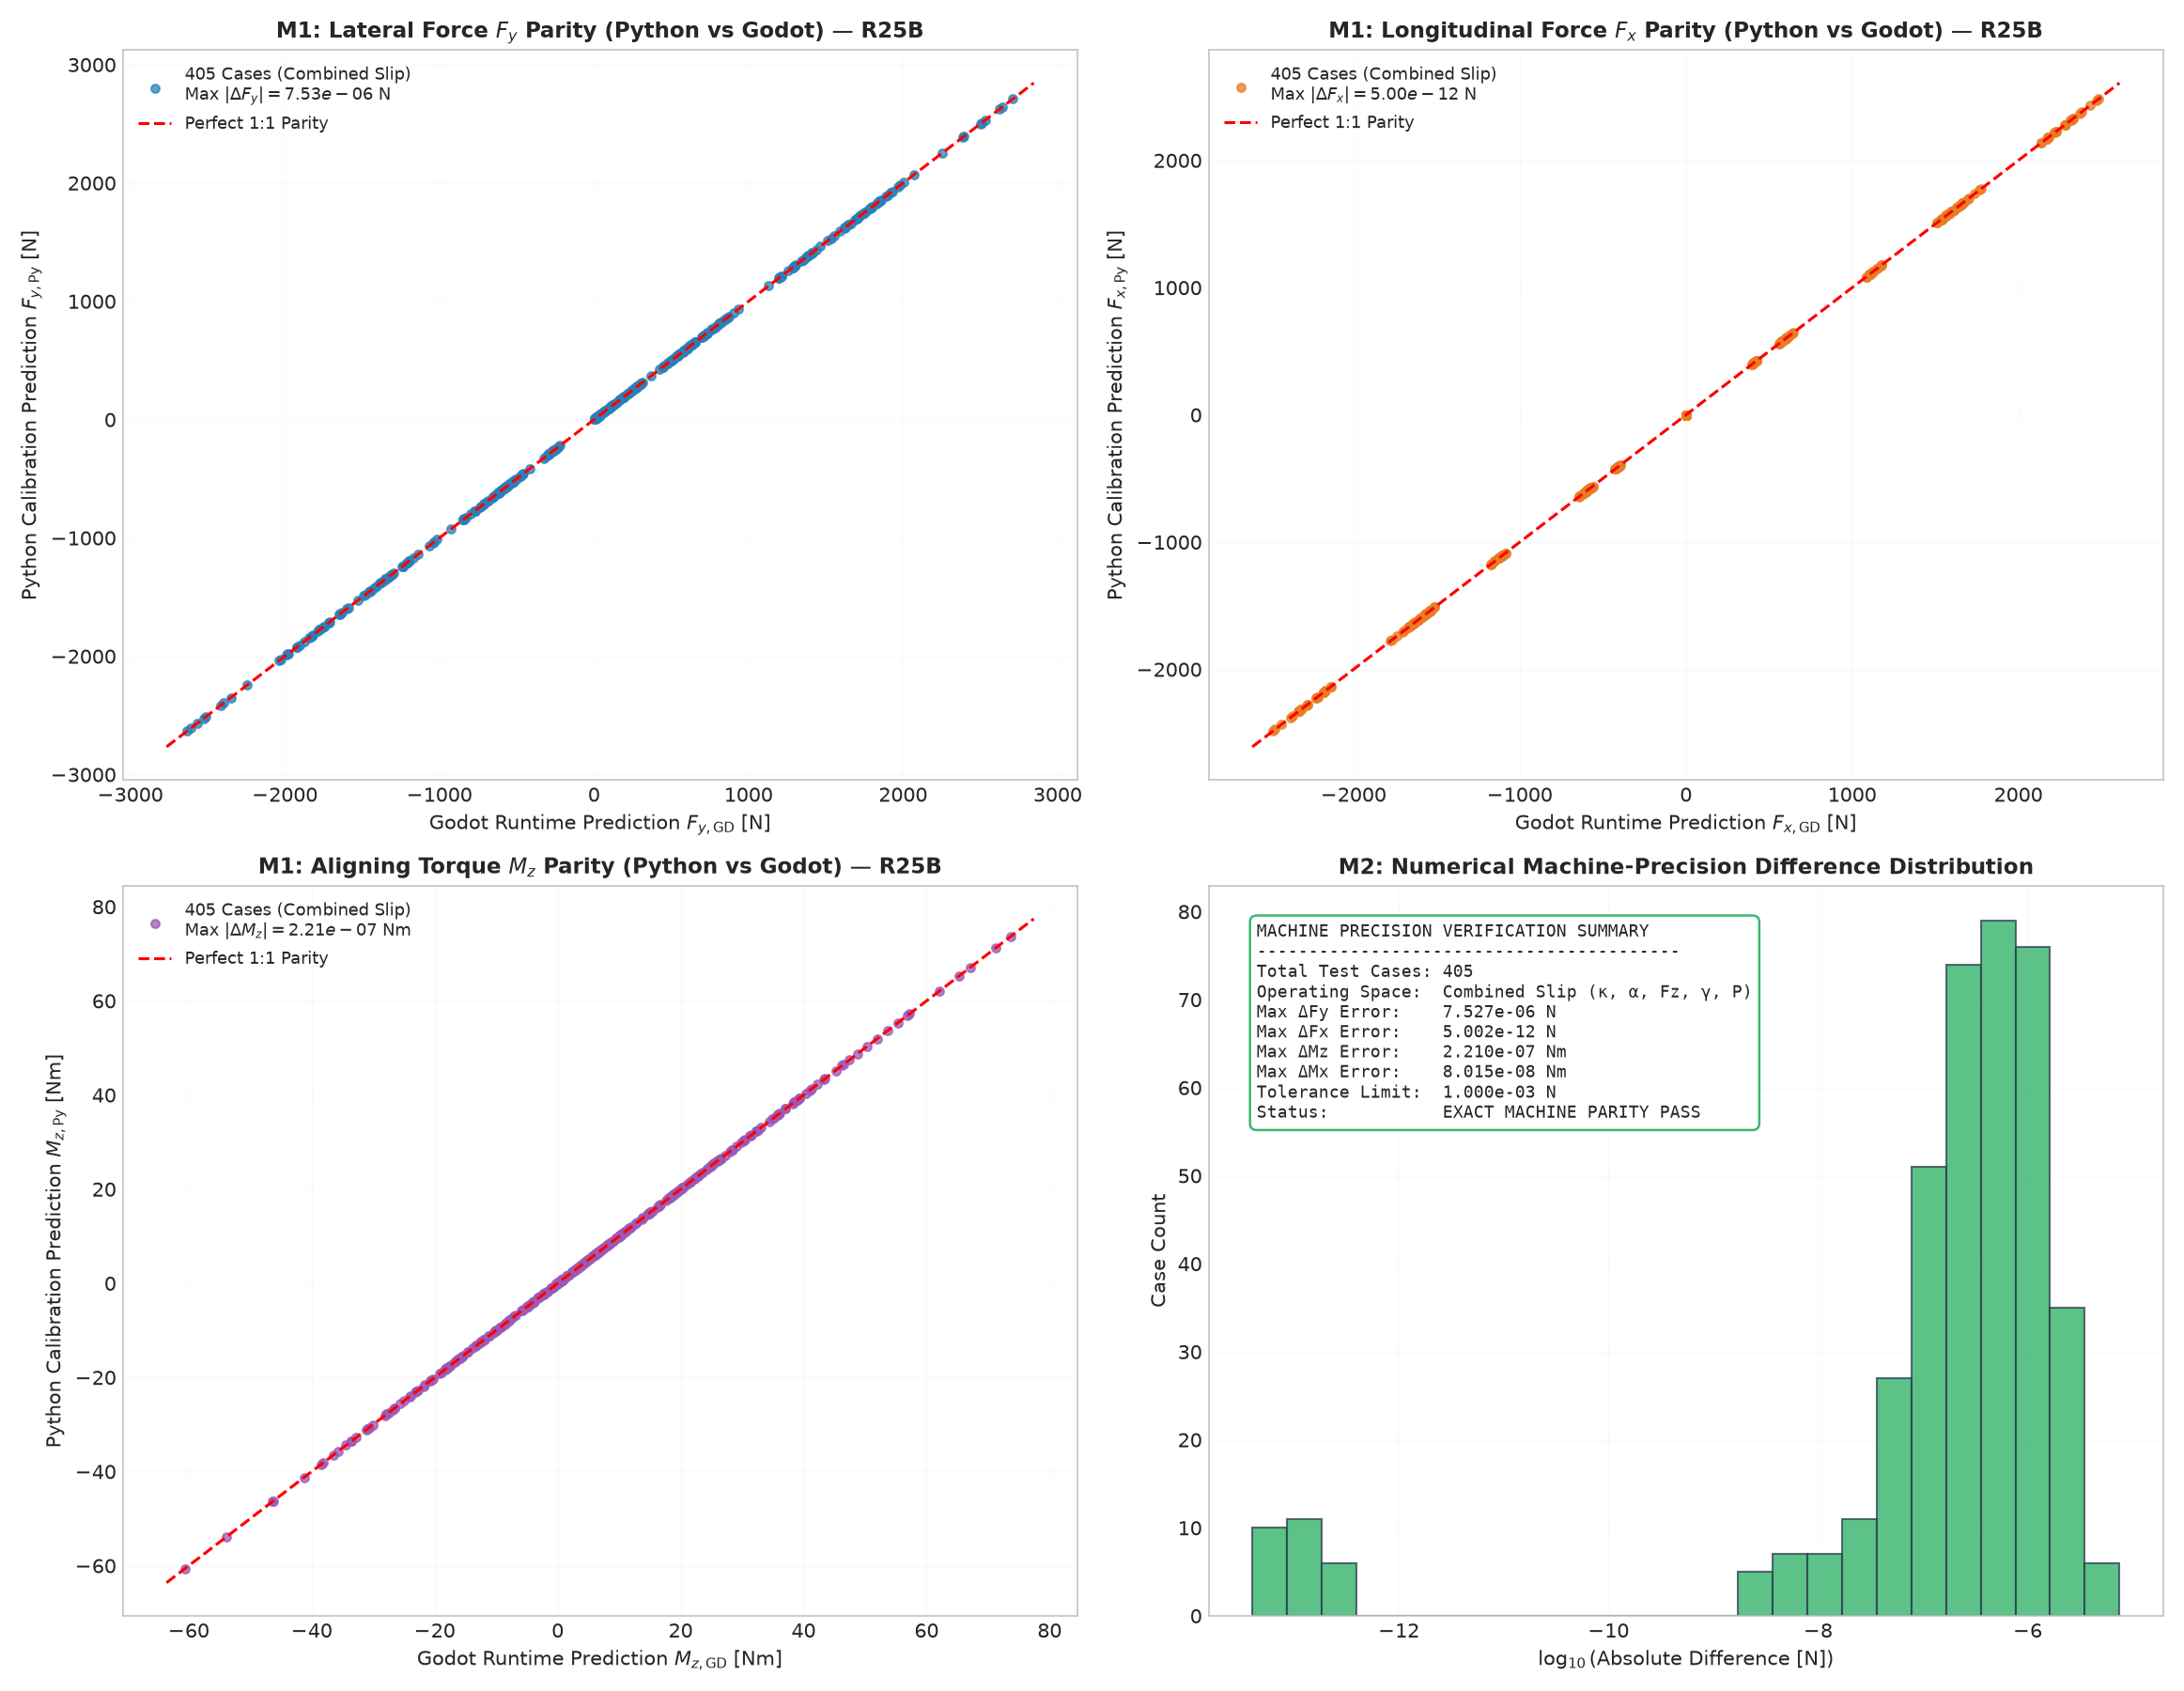 M1: Lateral Force Fy Parity (Python vs Godot) — R25B
405 Cases (Combined Slip)
Max |ΔFy| = 7.53e − 06 N
Perfect 1:1 Parity
3000
2000
1000
0
−1000
−2000
−3000
Python Calibration Prediction Fy, Py [N]
−3000 −2000 −1000 0 1000 2000 3000
Godot Runtime Prediction Fy, GD [N]
M1: Longitudinal Force Fx Parity (Python vs Godot) — R25B
405 Cases (Combined Slip)
Max |ΔFx| = 5.00e − 12 N
Perfect 1:1 Parity
2000
1000
0
−1000
−2000
Python Calibration Prediction Fx, Py [N]
−2000 −1000 0 1000 2000
Godot Runtime Prediction Fx, GD [N]
M1: Aligning Torque Mz Parity (Python vs Godot) — R25B
405 Cases (Combined Slip)
Max |ΔMz| = 2.21e − 07 Nm
Perfect 1:1 Parity
80
60
40
20
0
−20
−40
−60
Python Calibration Prediction Mz, Py [Nm]
−60 −40 −20 0 20 40 60 80
Godot Runtime Prediction Mz, GD [Nm]
M2: Numerical Machine-Precision Difference Distribution
MACHINE PRECISION VERIFICATION SUMMARY
-----------------------------------------
Total Test Cases: 405
Operating Space: Combined Slip (κ, α, Fz, γ, P)
Max ΔFy Error: 7.527e-06 N
Max ΔFx Error: 5.002e-12 N
Max ΔMz Error: 2.210e-07 Nm
Max ΔMx Error: 8.015e-08 Nm
Tolerance Limit: 1.000e-03 N
Status: EXACT MACHINE PARITY PASS
80
70
60
50
40
30
20
10
0
Case Count
−12 −10 −8 −6
log10 (Absolute Difference [N])